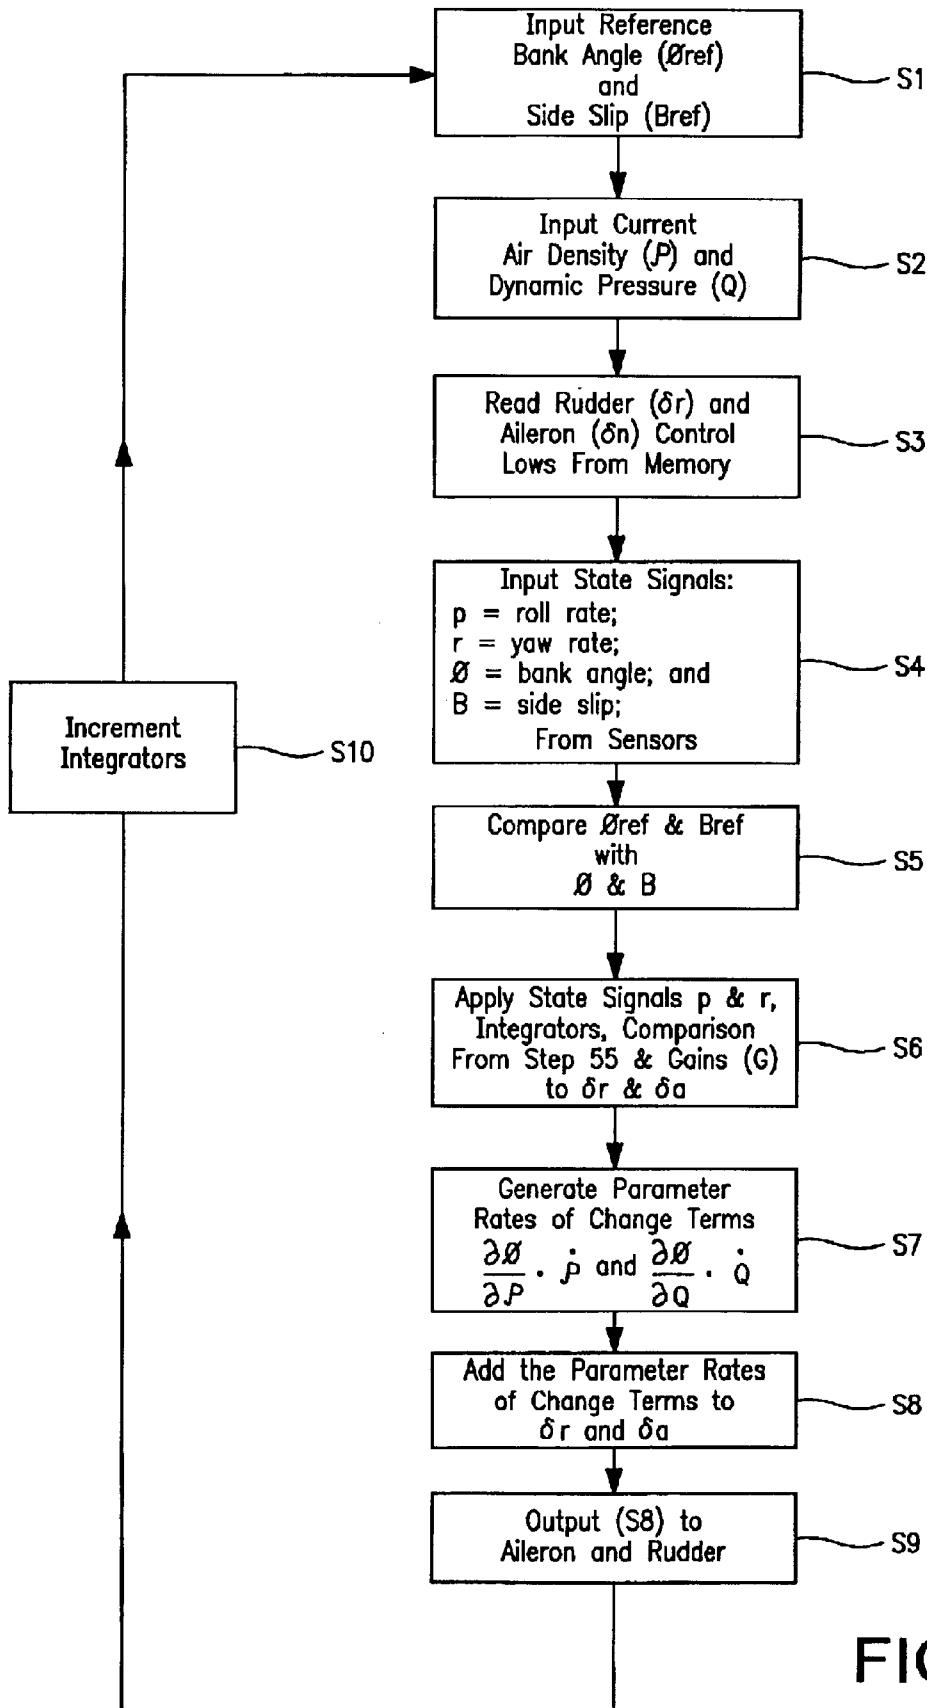 Input Reference
Bank Angle (Øref)
and
Side Slip (Bref)
S1
Input Current
Air Density (ρ) and
Dynamic Pressure (Q)
S2
Read Rudder (δr) and
Aileron (δn) Control
Lows From Memory
S3
Input State Signals:
p = roll rate;
r = yaw rate;
Ø = bank angle; and
B = side slip;
From Sensors
S4
Increment
Integrators
S10
Compare Øref & Bref
with
Ø & B
S5
Apply State Signals p & r,
Integrators, Comparison
From Step 55 & Gains (G)
to δr & δa
S6
Generate Parameter
Rates of Change Terms
∂Ø/∂ρ · ρ̇ and ∂Ø/∂Q · Q̇
S7
Add the Parameter Rates
of Change Terms to
δr and δa
S8
Output (S8) to
Aileron and Rudder
S9